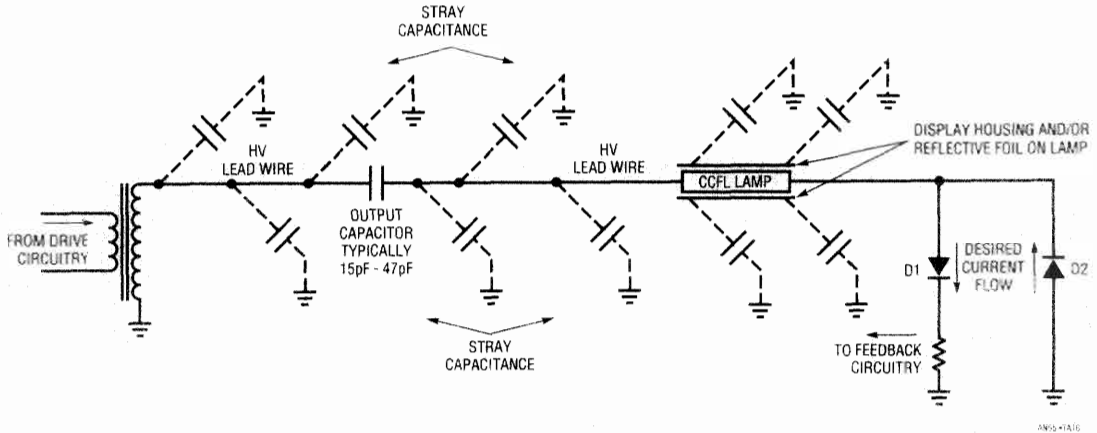 STRAY
CAPACITANCE
HV
LEAD WIRE
HV
LEAD WIRE
DISPLAY HOUSING AND/OR
REFLECTIVE FOIL ON LAMP
CCFL LAMP
FROM DRIVE
CIRCUITRY
OUTPUT
CAPACITOR
TYPICALLY
15pF - 47pF
D1
DESIRED
CURRENT
FLOW
D2
STRAY
CAPACITANCE
TO FEEDBACK
CIRCUITRY